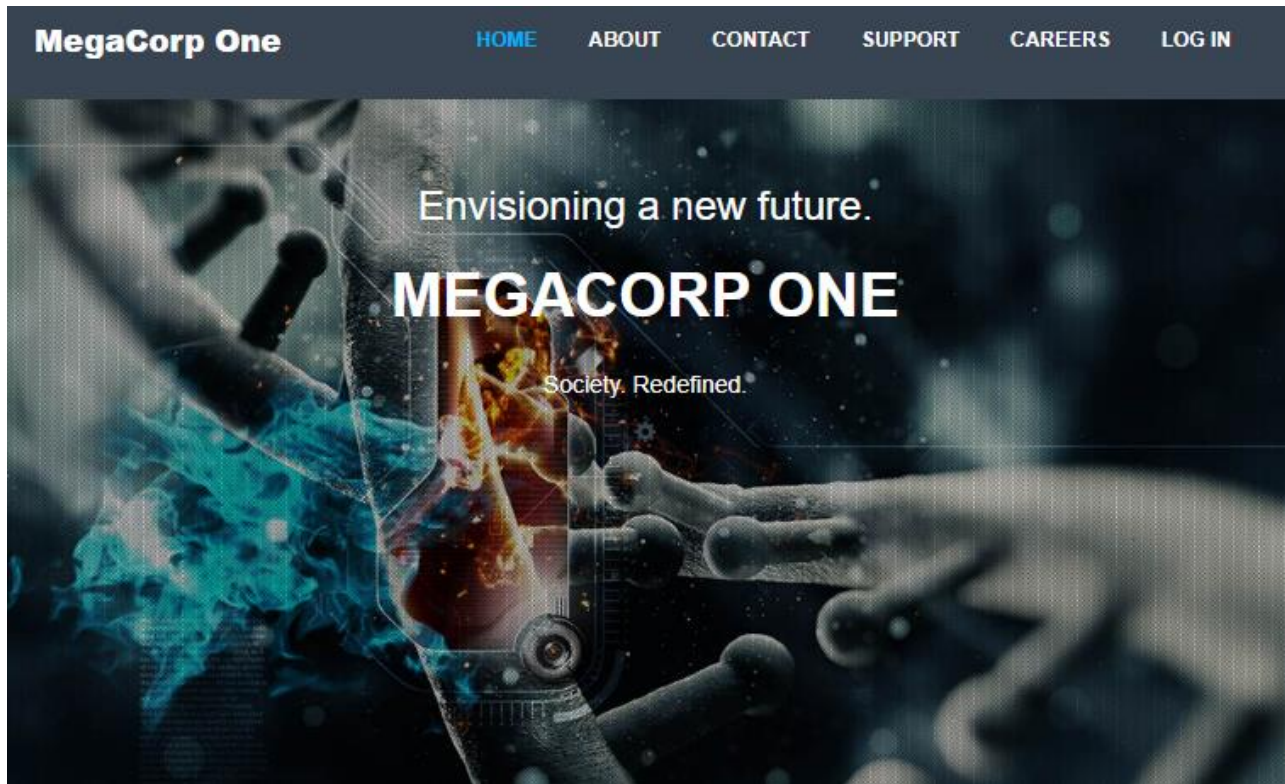 MegaCorp One
HOME ABOUT CONTACT SUPPORT CAREERS LOG IN
Envisioning a new future.
MEGACORP ONE
Society. Redefined.